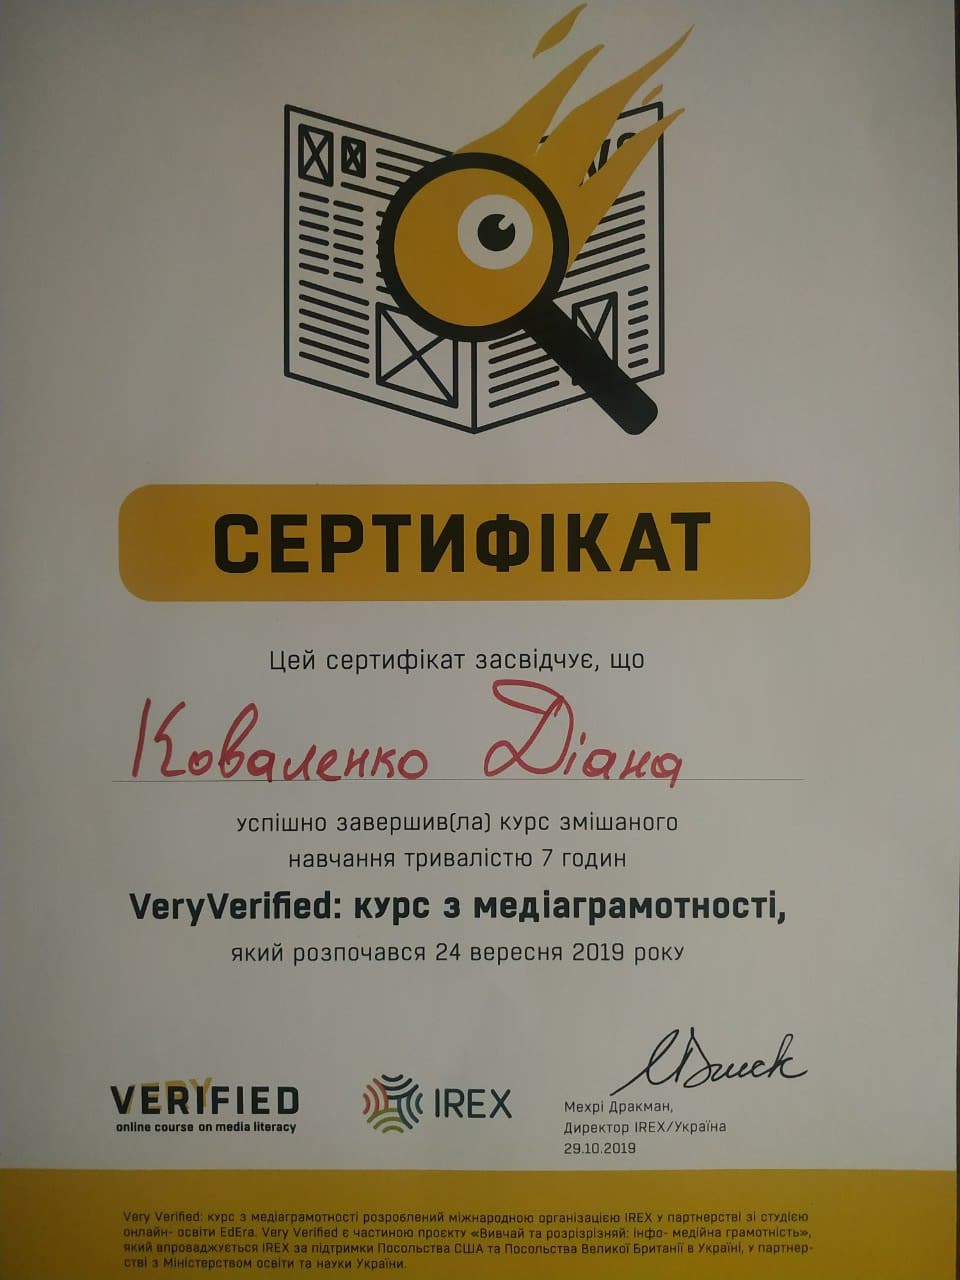 СЕРТИФІКАТ
Цей сертифікат засвідчує, що
Коваленко Діана
успішно завершив(ла) курс змішаного
навчання тривалістю 7 годин
VeryVerified: курс з медіаграмотності,
який розпочався 24 вересня 2019 року
VERY
VERIFIED
online course on media literacy
IREX
Мехрі Дракман,
Директор IREX/Україна
29.10.2019
Very Verified: курс з медіаграмотності розроблений міжнародною організацією IREX у партнерстві зі студією
онлайн- освіти EdEra. Very Verified є частиною проєкту «Вивчай та розрізняй: інфо- медійна грамотність»,
який впроваджується IREX за підтримки Посольства США та Посольства Великої Британії в Україні, у партнер-
стві з Міністерством освіти та науки України.